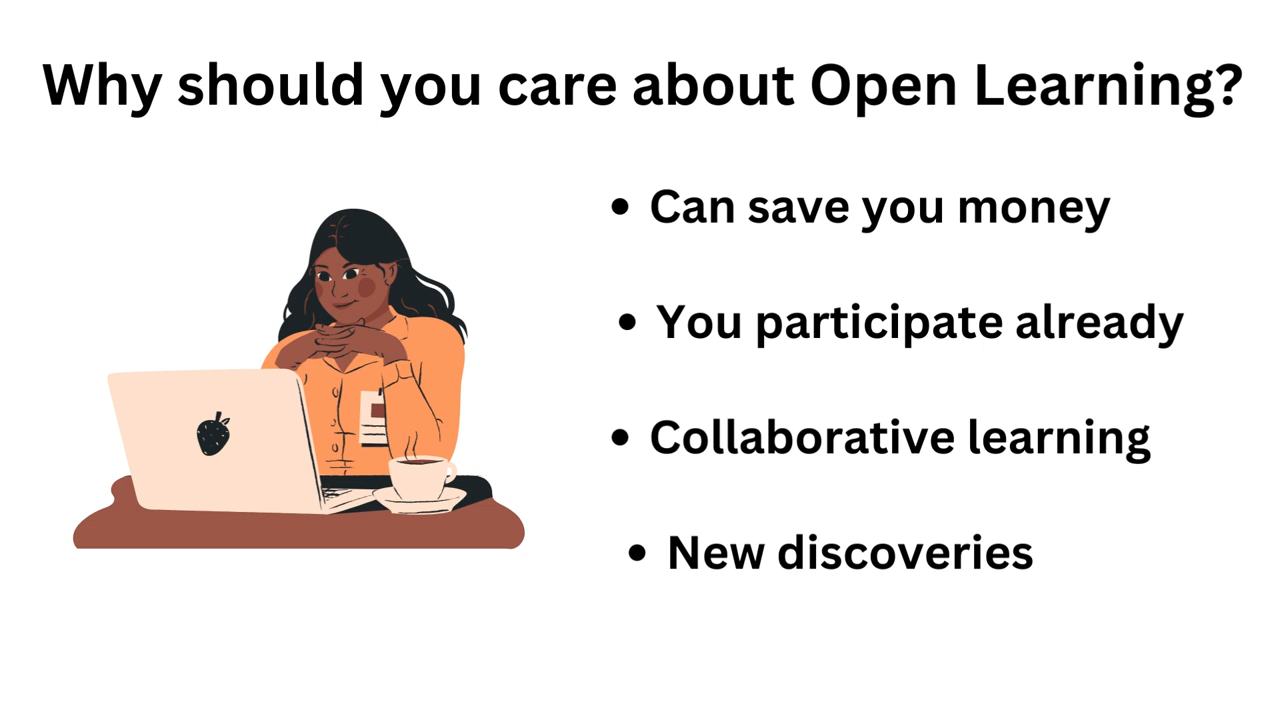 Why should you care about Open Learning?
• Can save you money
• You participate already
• Collaborative learning
• New discoveries